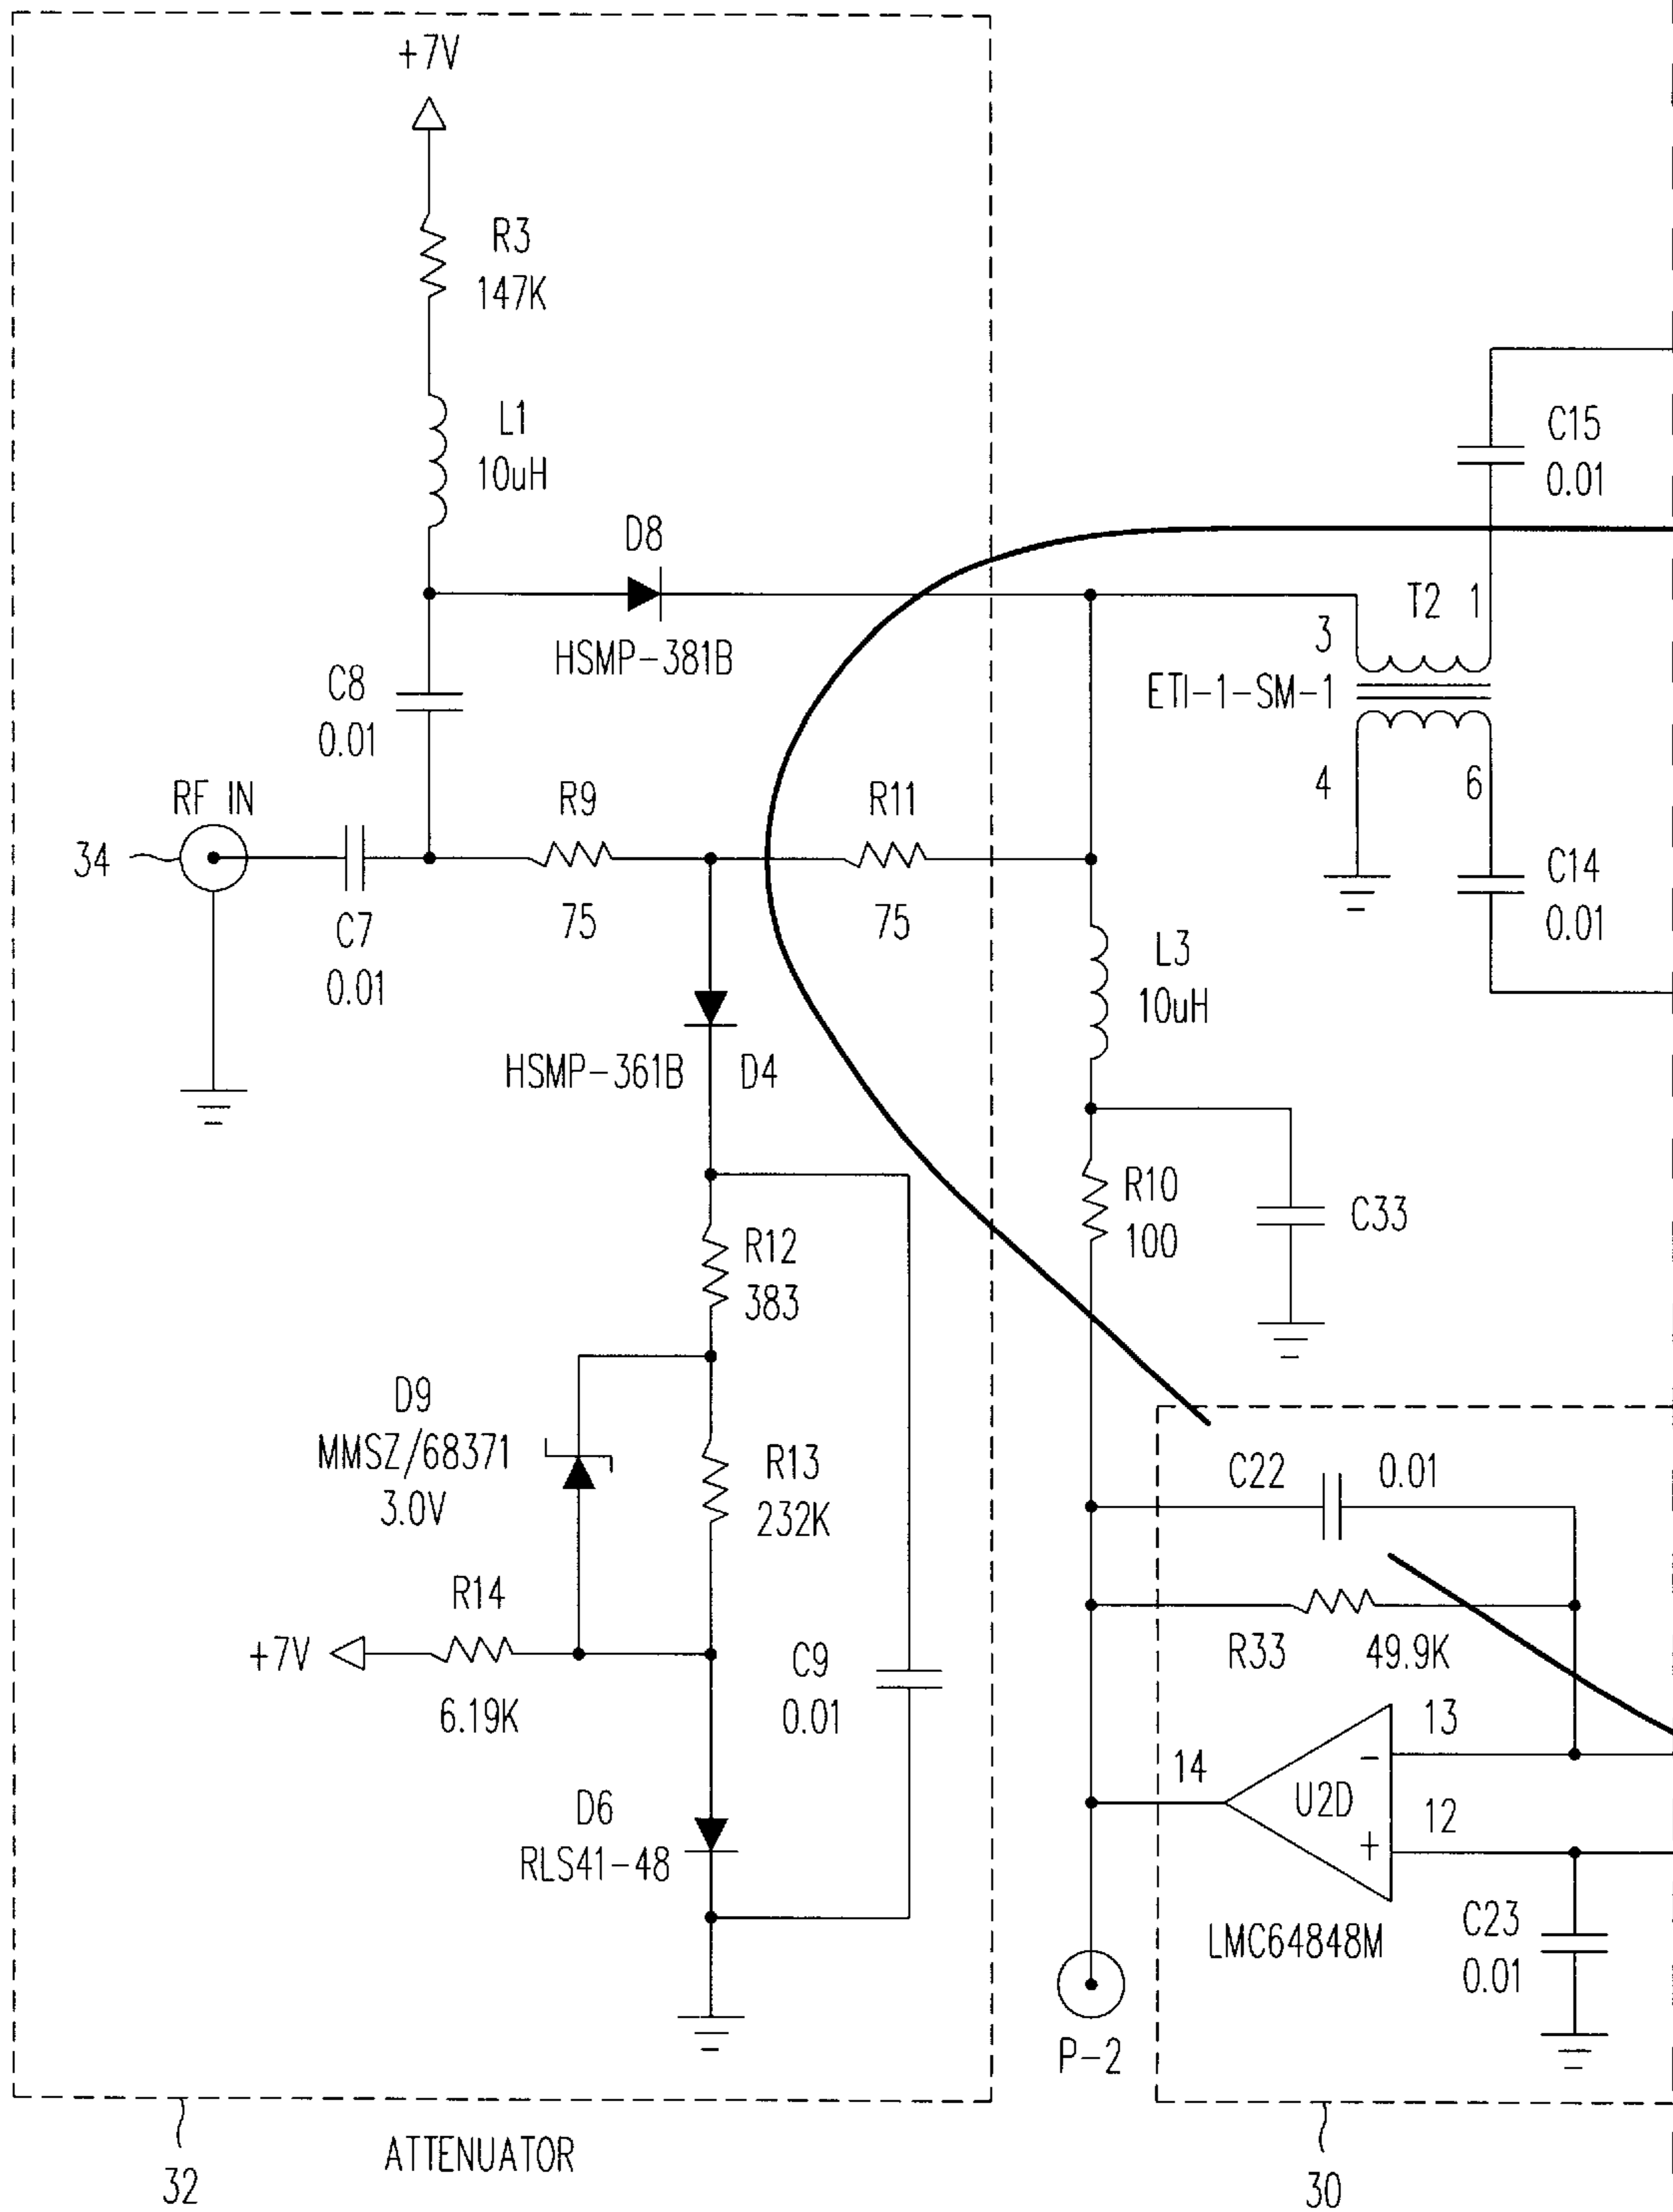 +7V
R3
147K
L1
10uH
C15
0.01
D8
HSMP-381B
T2 1
3
ETI-1-SM-1
C8
0.01
4
6
RF IN
34
R9
75
R11
75
C7
0.01
C14
0.01
L3
10uH
HSMP-361B D4
R10
100
C33
R12
383
D9
MMSZ/68371
3.0V
R13
232K
C22 0.01
R14
6.19K
+7V
R33 49.9K
C9
0.01
13
14
U2D
-
+
12
D6
RLS41-48
LMC64848M
C23
0.01
P-2
32
ATTENUATOR
30